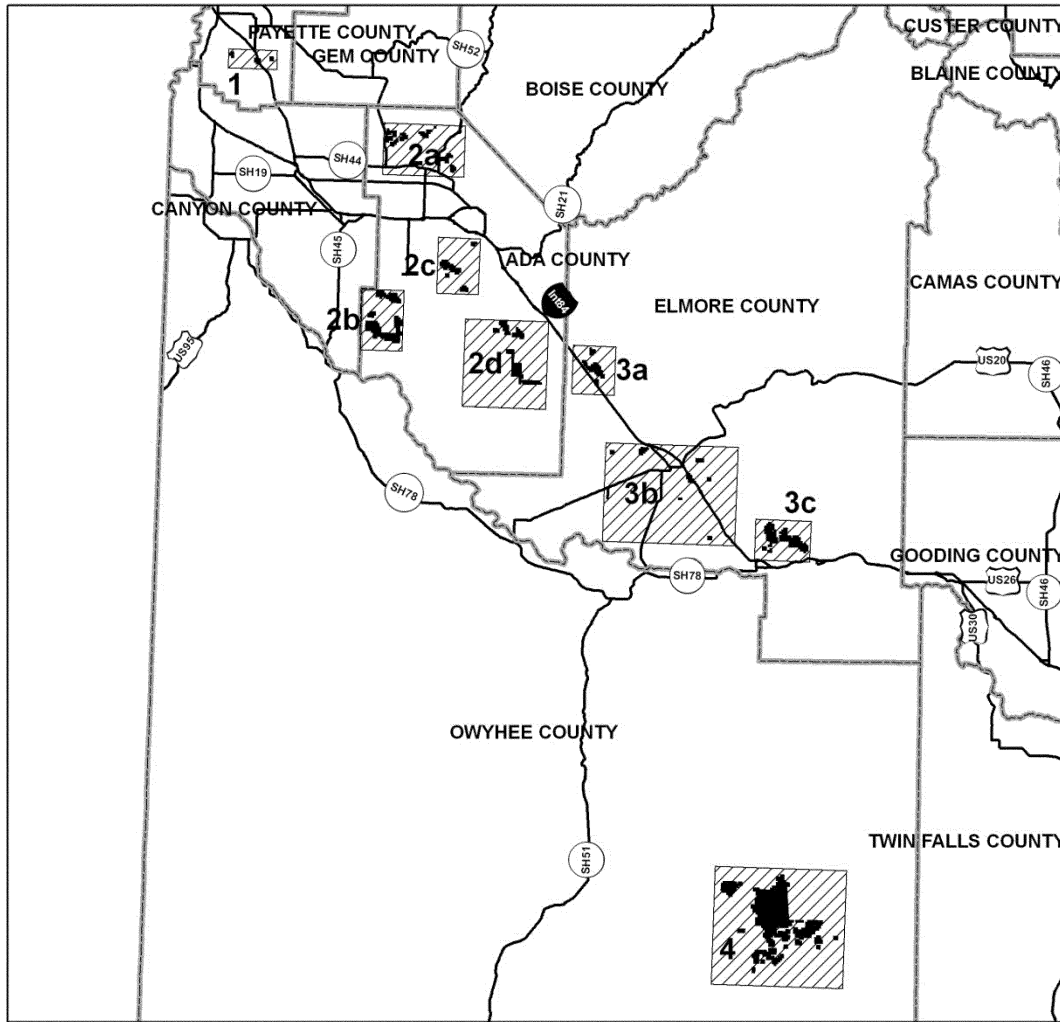 CUSTER COUNTY
PAYETTE COUNTY
SH52
GEM COUNTY
BLAINE COUNTY
1
BOISE COUNTY
2a
SH44
SH19
CANYON COUNTY
SH21
SH45
2c
ADA COUNTY
CAMAS COUNTY
Int84
ELMORE COUNTY
2b
US95
2d
3a
US20
SH46
SH78
3b
3c
GOODING COUNTY
SH78
US26
SH46
US30
OWYHEE COUNTY
TWIN FALLS COUNTY
SH51
4